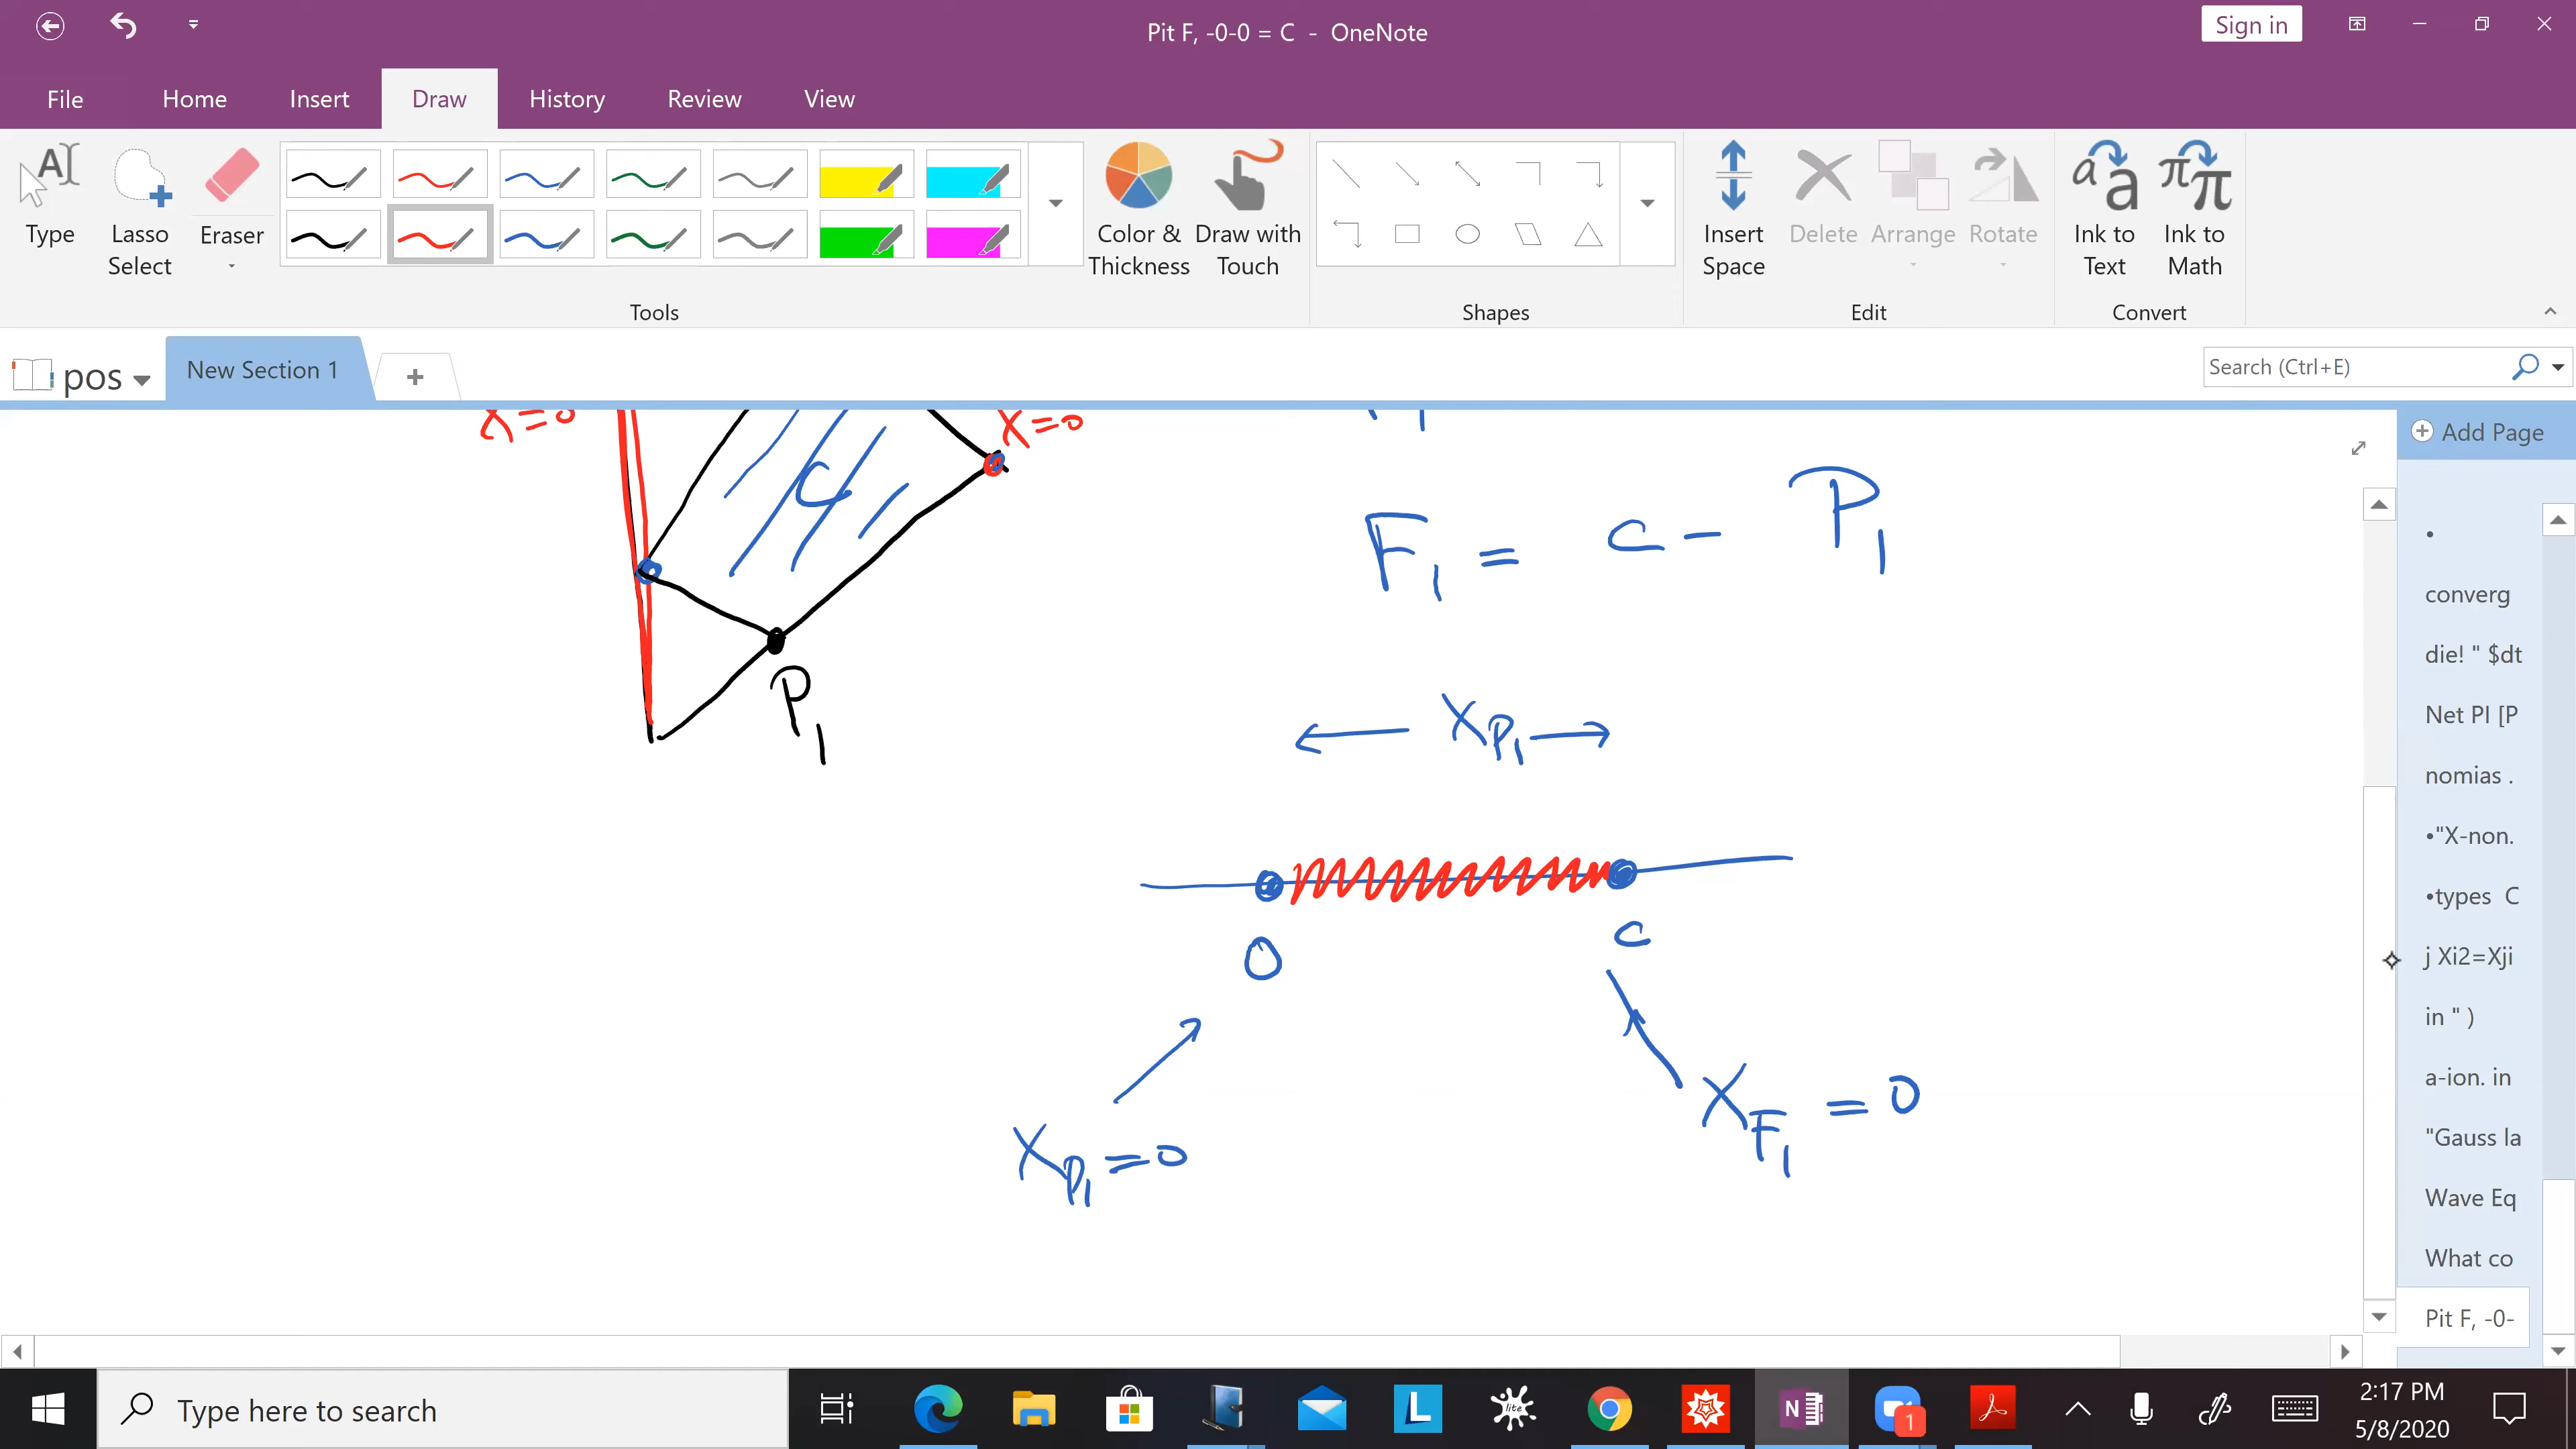 Pit F, -0-0 = C - OneNote
Sign in
File Home Insert Draw History Review View
Type
Lasso Select
Eraser
Color & Thickness
Draw with Touch
Insert Space
Delete
Arrange
Rotate
Ink to Text
Ink to Math
Tools
Shapes
Edit
Convert
pos
New Section 1
Search (Ctrl+E)
Add Page
converg
die! " $dt
Net PI [P
nomias .
•"X-non.
•types C
j Xi2=Xji
in " )
a-ion. in
"Gauss la
Wave Eq
What co
Pit F, -0-
X=0
X=0
C
P1
F1 = c - P1
XP1
0
c
XP1 = 0
XF1 = 0
Type here to search
L
lite
N
1
2:17 PM
5/8/2020